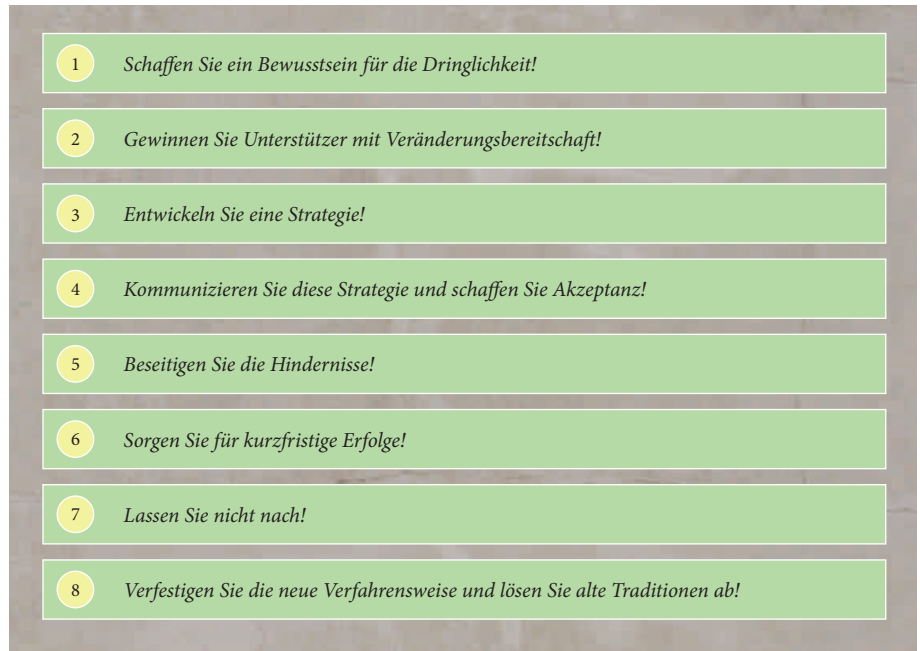 1 Schaffen Sie ein Bewusstsein für die Dringlichkeit!
2 Gewinnen Sie Unterstützer mit Veränderungsbereitschaft!
3 Entwickeln Sie eine Strategie!
4 Kommunizieren Sie diese Strategie und schaffen Sie Akzeptanz!
5 Beseitigen Sie die Hindernisse!
6 Sorgen Sie für kurzfristige Erfolge!
7 Lassen Sie nicht nach!
8 Verfestigen Sie die neue Verfahrensweise und lösen Sie alte Traditionen ab!